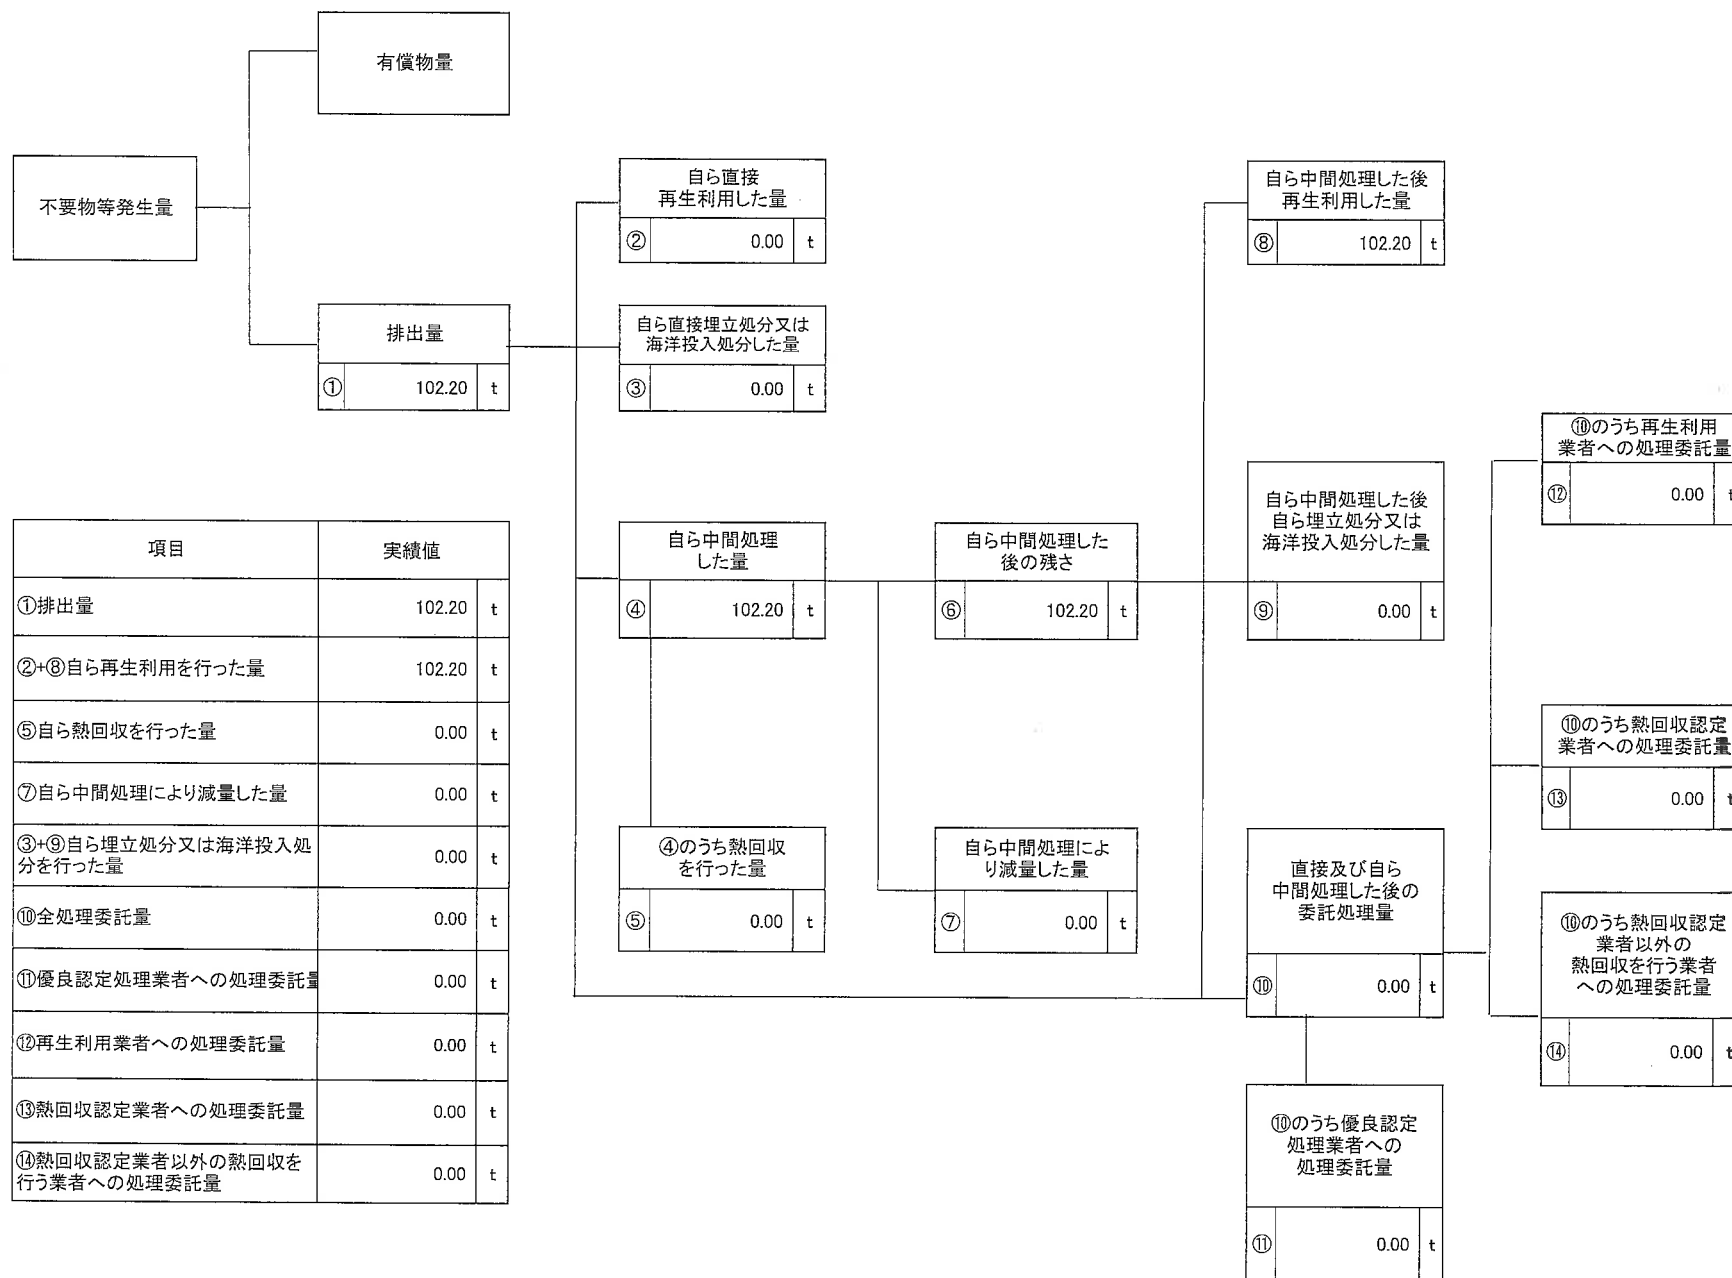 有償物量
不要物等発生量
排出量
① 102.20 t
自ら直接
再生利用した量
② 0.00 t
自ら直接埋立処分又は
海洋投入処分した量
③ 0.00 t
自ら中間処理
した量
④ 102.20 t
④のうち熱回収
を行った量
⑤ 0.00 t
自ら中間処理した
後の残さ
⑥ 102.20 t
自ら中間処理によ
り減量した量
⑦ 0.00 t
自ら中間処理した後
再生利用した量
⑧ 102.20 t
自ら中間処理した後
自ら埋立処分又は
海洋投入処分した量
⑨ 0.00 t
直接及び自ら
中間処理した後の
委託処理量
⑩ 0.00 t
⑩のうち優良認定
処理業者への
処理委託量
⑪ 0.00 t
⑩のうち再生利用
業者への処理委託量
⑫ 0.00 t
⑩のうち熱回収認定
業者への処理委託量
⑬ 0.00 t
⑩のうち熱回収認定
業者以外の
熱回収を行う業者
への処理委託量
⑭ 0.00 t
項目 実績値
①排出量 102.20 t
②+⑧自ら再生利用を行った量 102.20 t
⑤自ら熱回収を行った量 0.00 t
⑦自ら中間処理により減量した量 0.00 t
③+⑨自ら埋立処分又は海洋投入処
分を行った量 0.00 t
⑩全処理委託量 0.00 t
⑪優良認定処理業者への処理委託量 0.00 t
⑫再生利用業者への処理委託量 0.00 t
⑬熱回収認定業者への処理委託量 0.00 t
⑭熱回収認定業者以外の熱回収を
行う業者への処理委託量 0.00 t